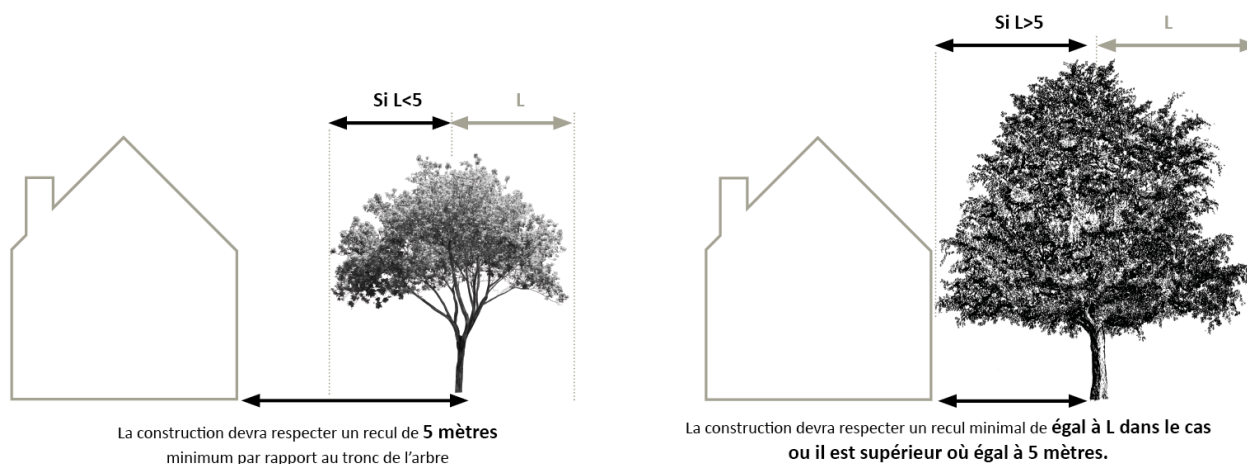 Si L<5
L
La construction devra respecter un recul de 5 mètres
minimum par rapport au tronc de l'arbre
Si L>5
L
La construction devra respecter un recul minimal de égal à L dans le cas
ou il est supérieur où égal à 5 mètres.